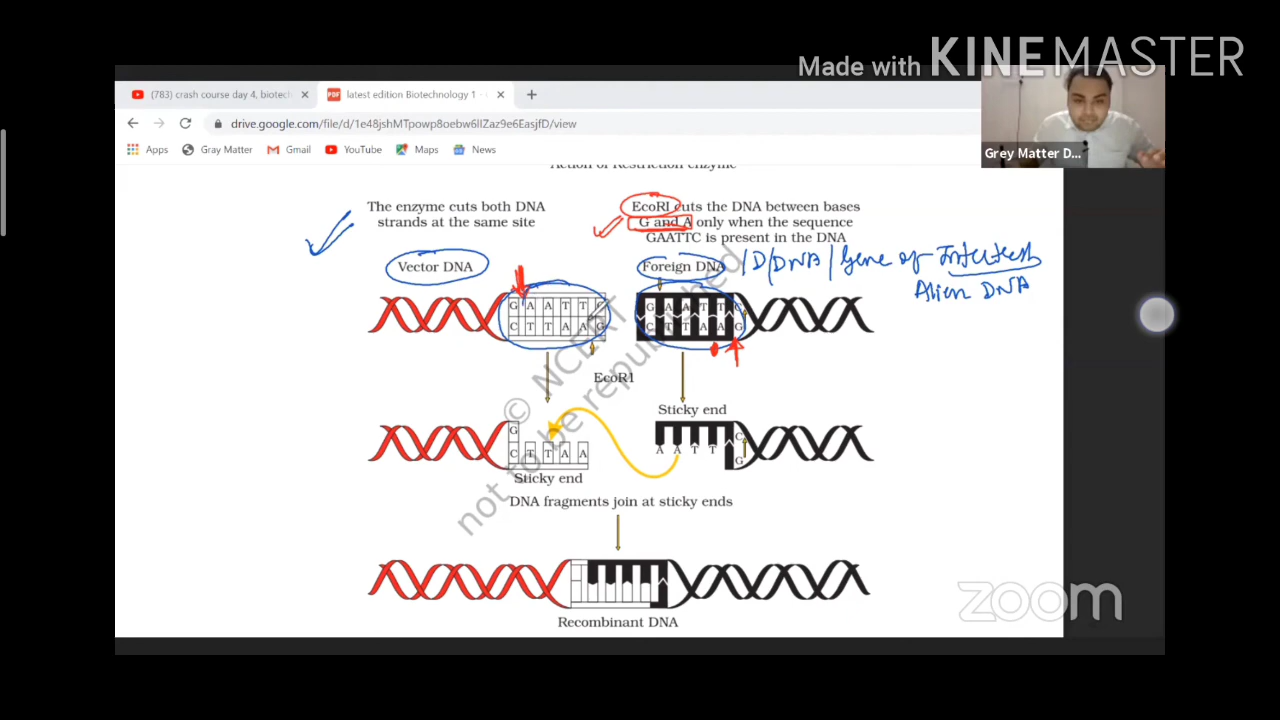 Made with KINEMASTER
(783) crash course day 4, biotech
latest edition Biotechnology 1 -
drive.google.com/file/d/1e48jshMTpowp8oebw6lIZaz9e6EasjfD/view
Apps Gray Matter Gmail YouTube Maps News
Grey Matter D...
Action of Restriction enzyme
The enzyme cuts both DNA
strands at the same site
EcoRI cuts the DNA between bases
G and A only when the sequence
GAATTC is present in the DNA
Vector DNA
Foreign DNA
/D/DNA/Gene of Interest
Alien DNA
G A A T T C
C T T A A G
G A A T T C
C T T A A G
© NCERT
not to be republished
EcoR1
Sticky end
G
C T T A A
C
A A T T
G
Sticky end
DNA fragments join at sticky ends
Recombinant DNA
zoom